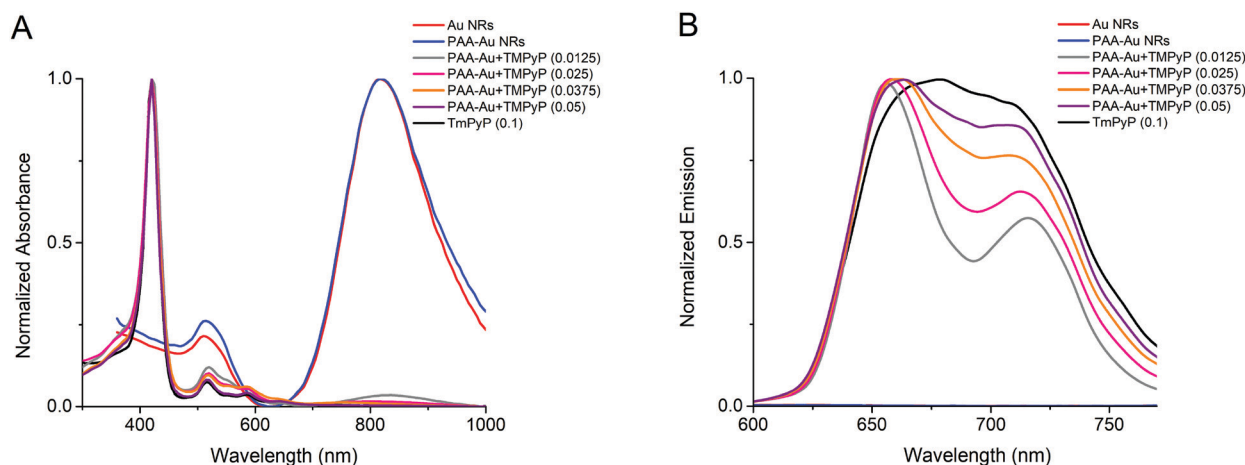 A
Au NRs
PAA-Au NRs
PAA-Au+TMPyP (0.0125)
PAA-Au+TMPyP (0.025)
PAA-Au+TMPyP (0.0375)
PAA-Au+TMPyP (0.05)
TmPyP (0.1)
1.0
0.5
0.0
Normalized Absorbance
400
600
800
1000
Wavelength (nm)
B
Au NRs
PAA-Au NRs
PAA-Au+TMPyP (0.0125)
PAA-Au+TMPyP (0.025)
PAA-Au+TMPyP (0.0375)
PAA-Au+TMPyP (0.05)
TmPyP (0.1)
1.0
0.5
0.0
Normalized Emission
600
650
700
750
Wavelength (nm)